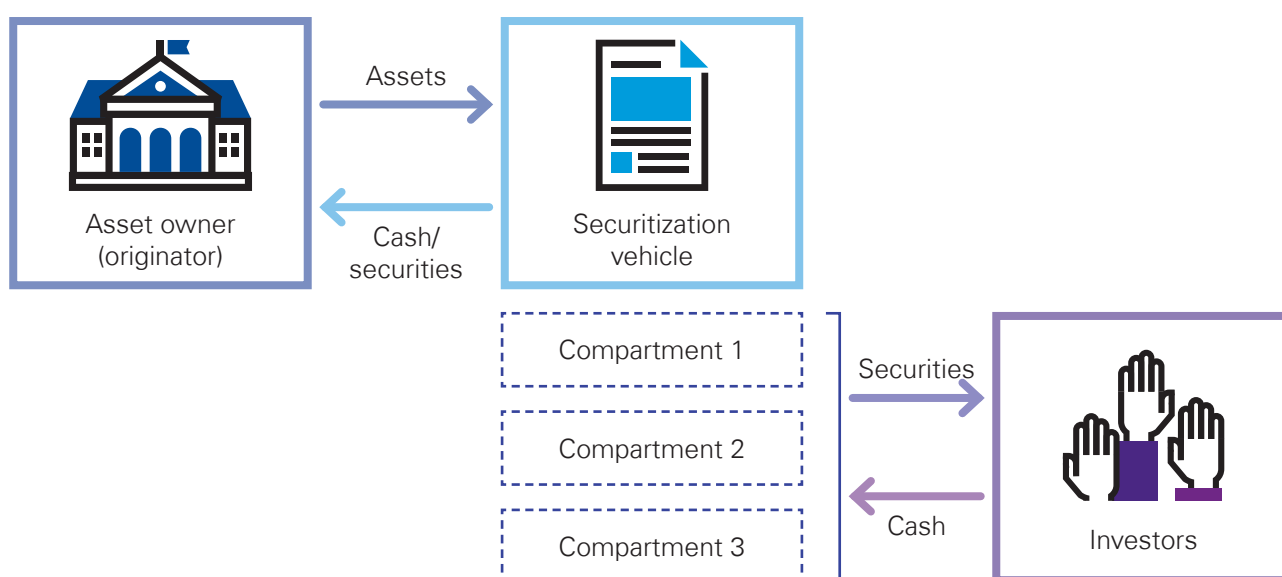 Assets
Asset owner
(originator)
Cash/
securities
Securitization
vehicle
Compartment 1
Compartment 2
Compartment 3
Securities
Cash
Investors